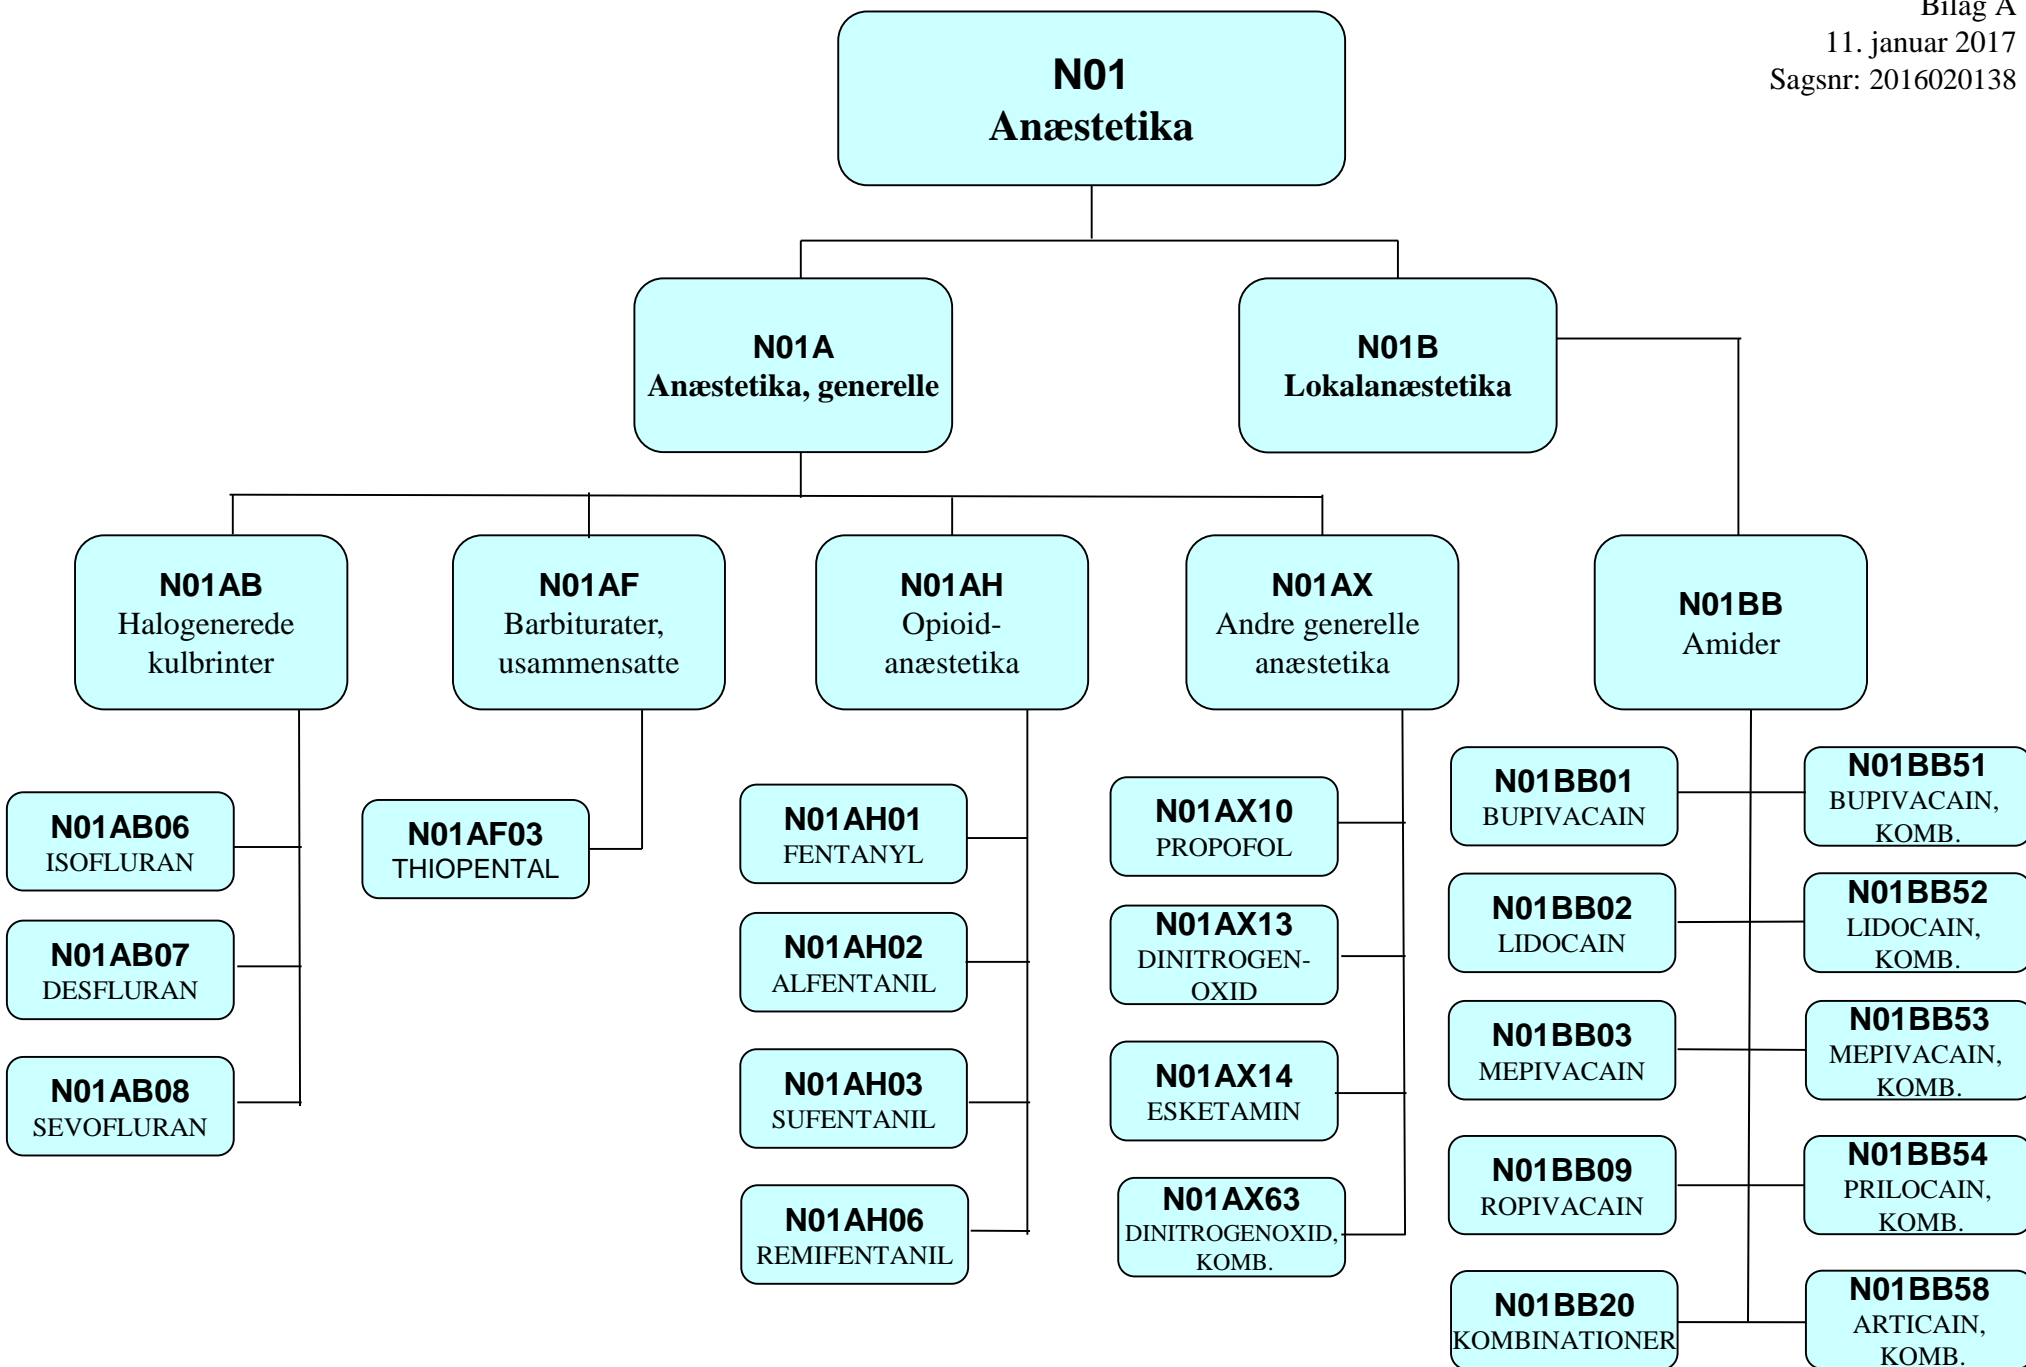 Bilag A
11. januar 2017
Sagsnr: 2016020138
N01
Anæstetika
N01A
Anæstetika, generelle
N01B
Lokalanæstetika
N01AB
Halogenerede
kulbrinter
N01AF
Barbiturater,
usammensatte
N01AH
Opioid-
anæstetika
N01AX
Andre generelle
anæstetika
N01BB
Amider
N01AB06
ISOFLURAN
N01AB07
DESFLURAN
N01AB08
SEVOFLURAN
N01AF03
THIOPENTAL
N01AH01
FENTANYL
N01AH02
ALFENTANIL
N01AH03
SUFENTANIL
N01AH06
REMIFENTANIL
N01AX10
PROPOFOL
N01AX13
DINITROGEN-
OXID
N01AX14
ESKETAMIN
N01AX63
DINITROGENOXID,
KOMB.
N01BB01
BUPIVACAIN
N01BB02
LIDOCAIN
N01BB03
MEPIVACAIN
N01BB09
ROPIVACAIN
N01BB20
KOMBINATIONER
N01BB51
BUPIVACAIN,
KOMB.
N01BB52
LIDOCAIN,
KOMB.
N01BB53
MEPIVACAIN,
KOMB.
N01BB54
PRILOCAIN,
KOMB.
N01BB58
ARTICAIN,
KOMB.